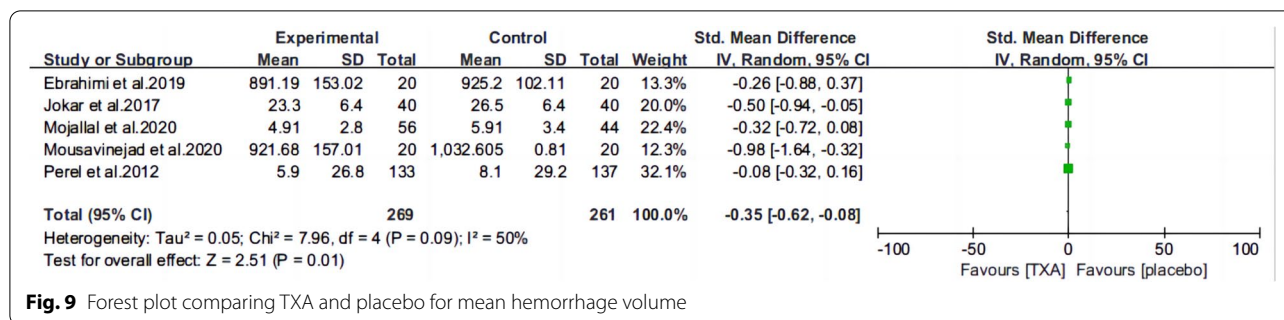 Experimental Control Std. Mean Difference Std. Mean Difference
Study or Subgroup Mean SD Total Mean SD Total Weight IV, Random, 95% CI IV, Random, 95% CI
Ebrahimi et al.2019 891.19 153.02 20 925.2 102.11 20 13.3% -0.26 [-0.88, 0.37]
Jokar et al.2017 23.3 6.4 40 26.5 6.4 40 20.0% -0.50 [-0.94, -0.05]
Mojallal et al.2020 4.91 2.8 56 5.91 3.4 44 22.4% -0.32 [-0.72, 0.08]
Mousavinejad et al.2020 921.68 157.01 20 1,032.605 0.81 20 12.3% -0.98 [-1.64, -0.32]
Perel et al.2012 5.9 26.8 133 8.1 29.2 137 32.1% -0.08 [-0.32, 0.16]
Total (95% CI) 269 261 100.0% -0.35 [-0.62, -0.08]
Heterogeneity: Tau² = 0.05; Chi² = 7.96, df = 4 (P = 0.09); I² = 50%
Test for overall effect: Z = 2.51 (P = 0.01)
-100 -50 0 50 100
Favours [TXA] Favours [placebo]
Fig. 9 Forest plot comparing TXA and placebo for mean hemorrhage volume